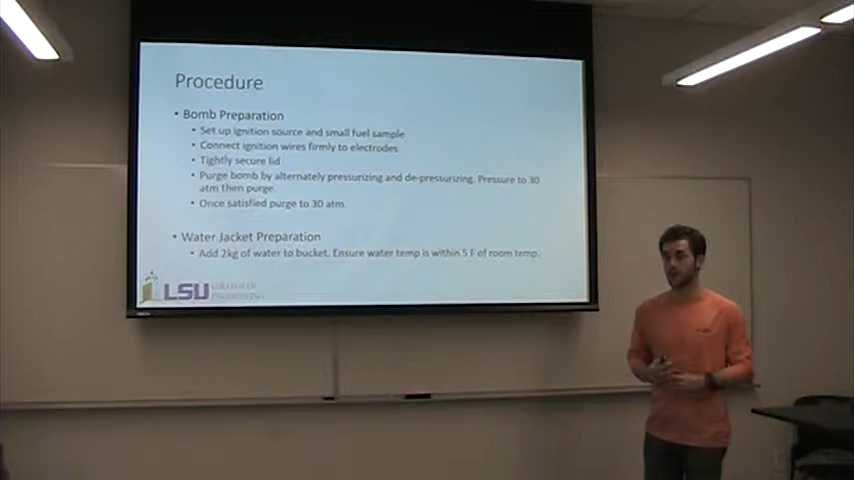 Procedure
• Bomb Preparation
• Set up ignition source and small fuel sample
• Connect ignition wires firmly to electrodes
• Tightly secure lid
• Purge bomb by alternately pressurizing and de-pressurizing. Pressure to 30
atm then purge.
• Once satisfied purge to 30 atm.
• Water Jacket Preparation
• Add 2kg of water to bucket. Ensure water temp is within 5 F of room temp.
LSU
COLLEGE OF
ENGINEERING